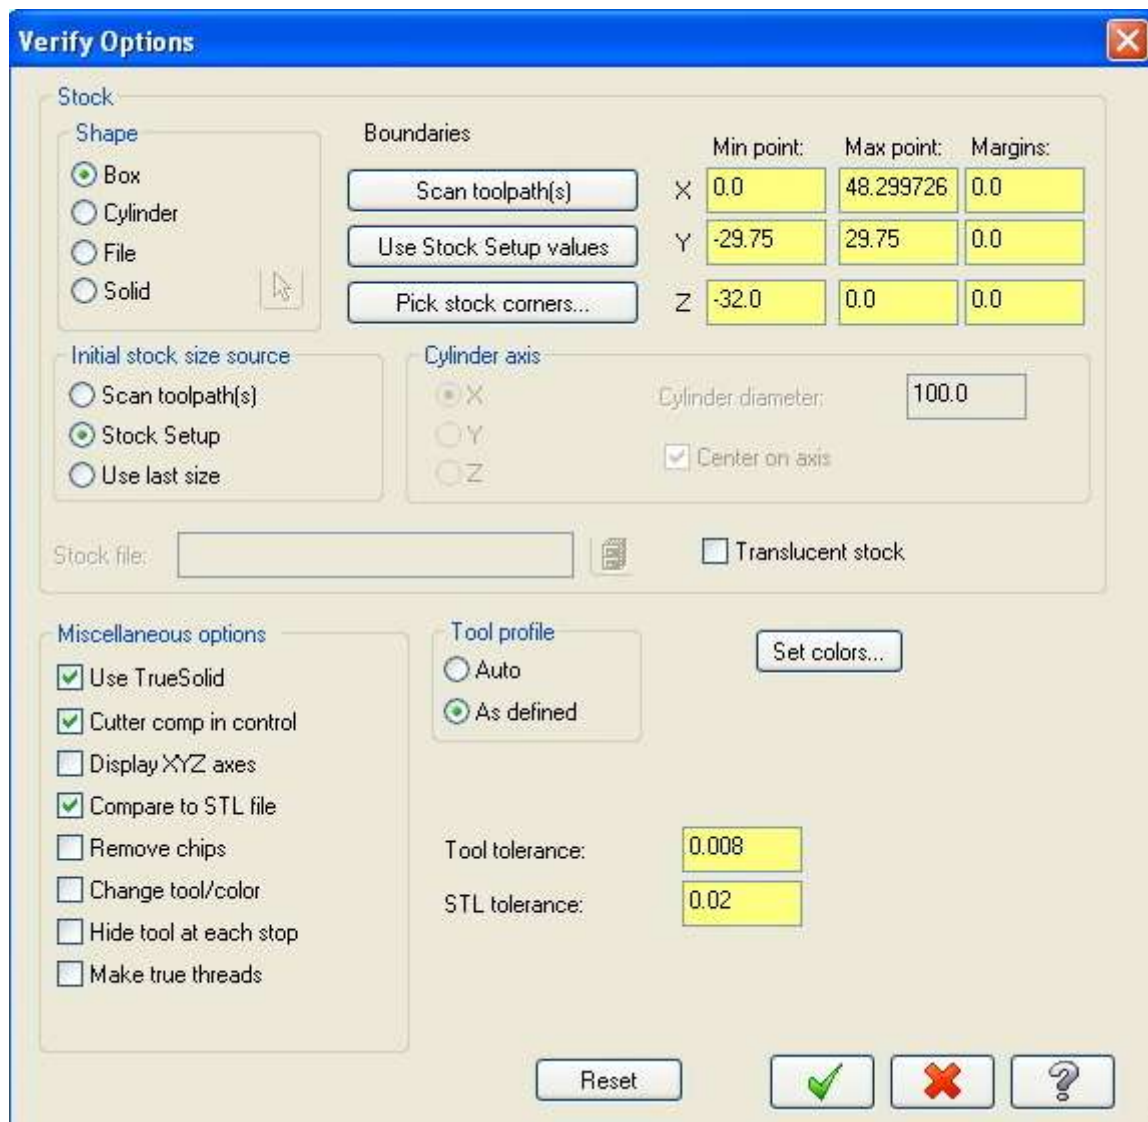 Verify Options
Stock
Shape
Box
Cylinder
File
Solid
Boundaries
Scan toolpath(s)
Use Stock Setup values
Pick stock corners...
Min point: Max point: Margins:
X 0.0 48.299726 0.0
Y -29.75 29.75 0.0
Z -32.0 0.0 0.0
Initial stock size source
Scan toolpath(s)
Stock Setup
Use last size
Cylinder axis
X
Y
Z
Cylinder diameter: 100.0
Center on axis
Stock file:
Translucent stock
Miscellaneous options
Use TrueSolid
Cutter comp in control
Display XYZ axes
Compare to STL file
Remove chips
Change tool/color
Hide tool at each stop
Make true threads
Tool profile
Auto
As defined
Set colors...
Tool tolerance: 0.008
STL tolerance: 0.02
Reset